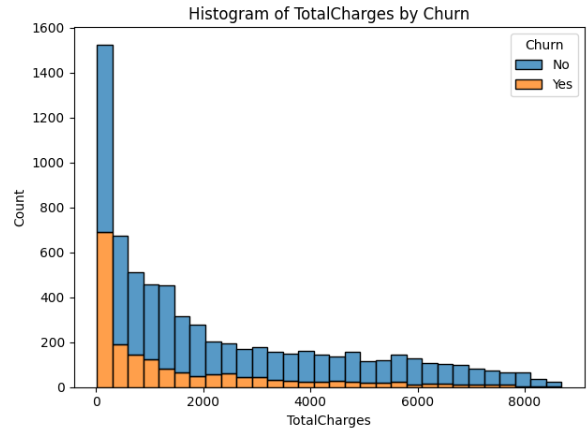 Histogram of TotalCharges by Churn
Churn
No
Yes
1600
1400
1200
1000
800
600
400
200
0
Count
0 2000 4000 6000 8000
TotalCharges